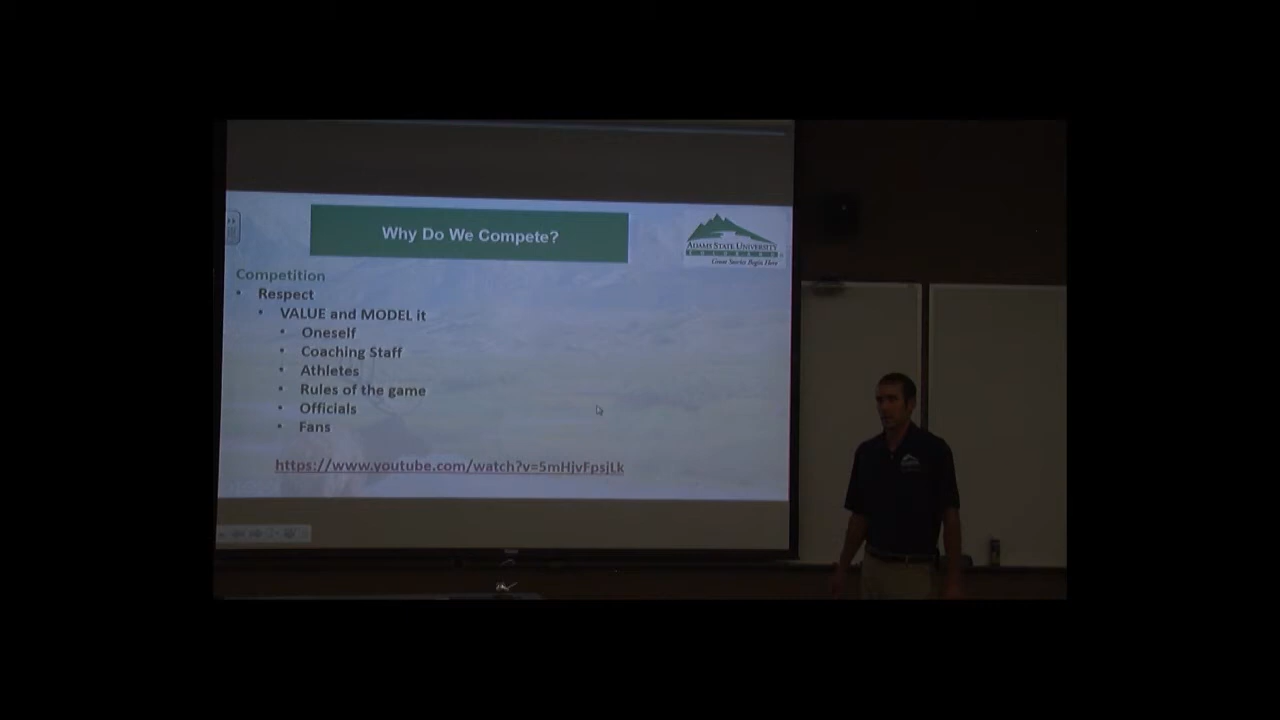 Why Do We Compete?
ADAMS STATE UNIVERSITY
COLORADO
Great Stories Begin Here
Competition
• Respect
• VALUE and MODEL it
• Oneself
• Coaching Staff
• Athletes
• Rules of the game
• Officials
• Fans
https://www.youtube.com/watch?v=5mHjvFpsjLk